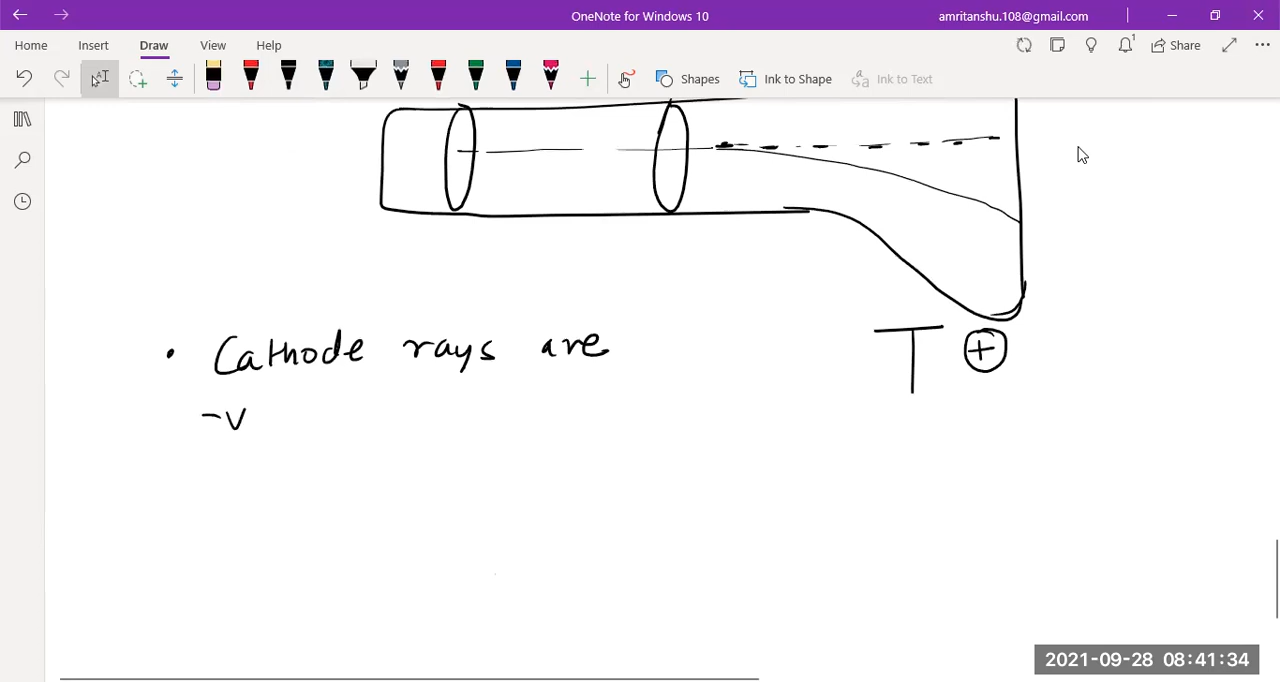 OneNote for Windows 10
amritanshu.108@gmail.com
Home Insert Draw View Help
1 Share
Shapes Ink to Shape Ink to Text
• Cathode rays are
-v
T +
2021-09-28 08:41:34